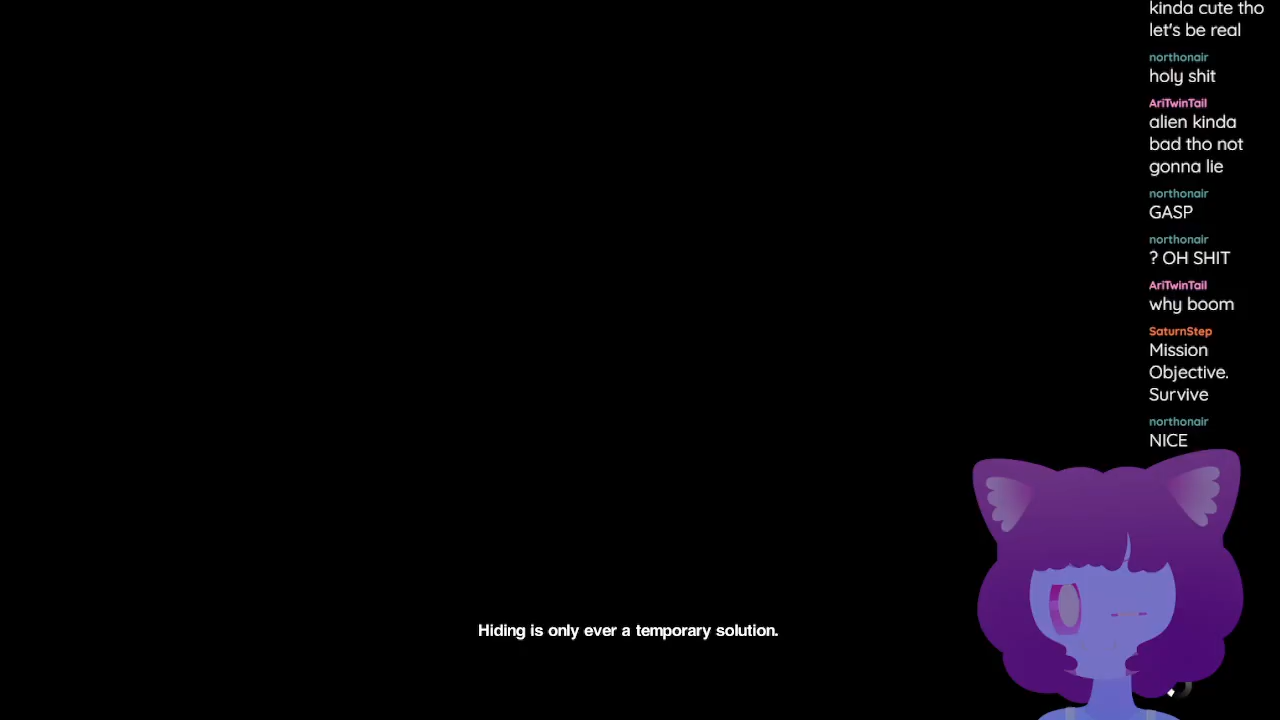 kinda cute tho
let's be real
northonair
holy shit
AriTwinTail
alien kinda
bad tho not
gonna lie
northonair
GASP
northonair
? OH SHIT
AriTwinTail
why boom
SaturnStep
Mission
Objective.
Survive
northonair
NICE
Hiding is only ever a temporary solution.